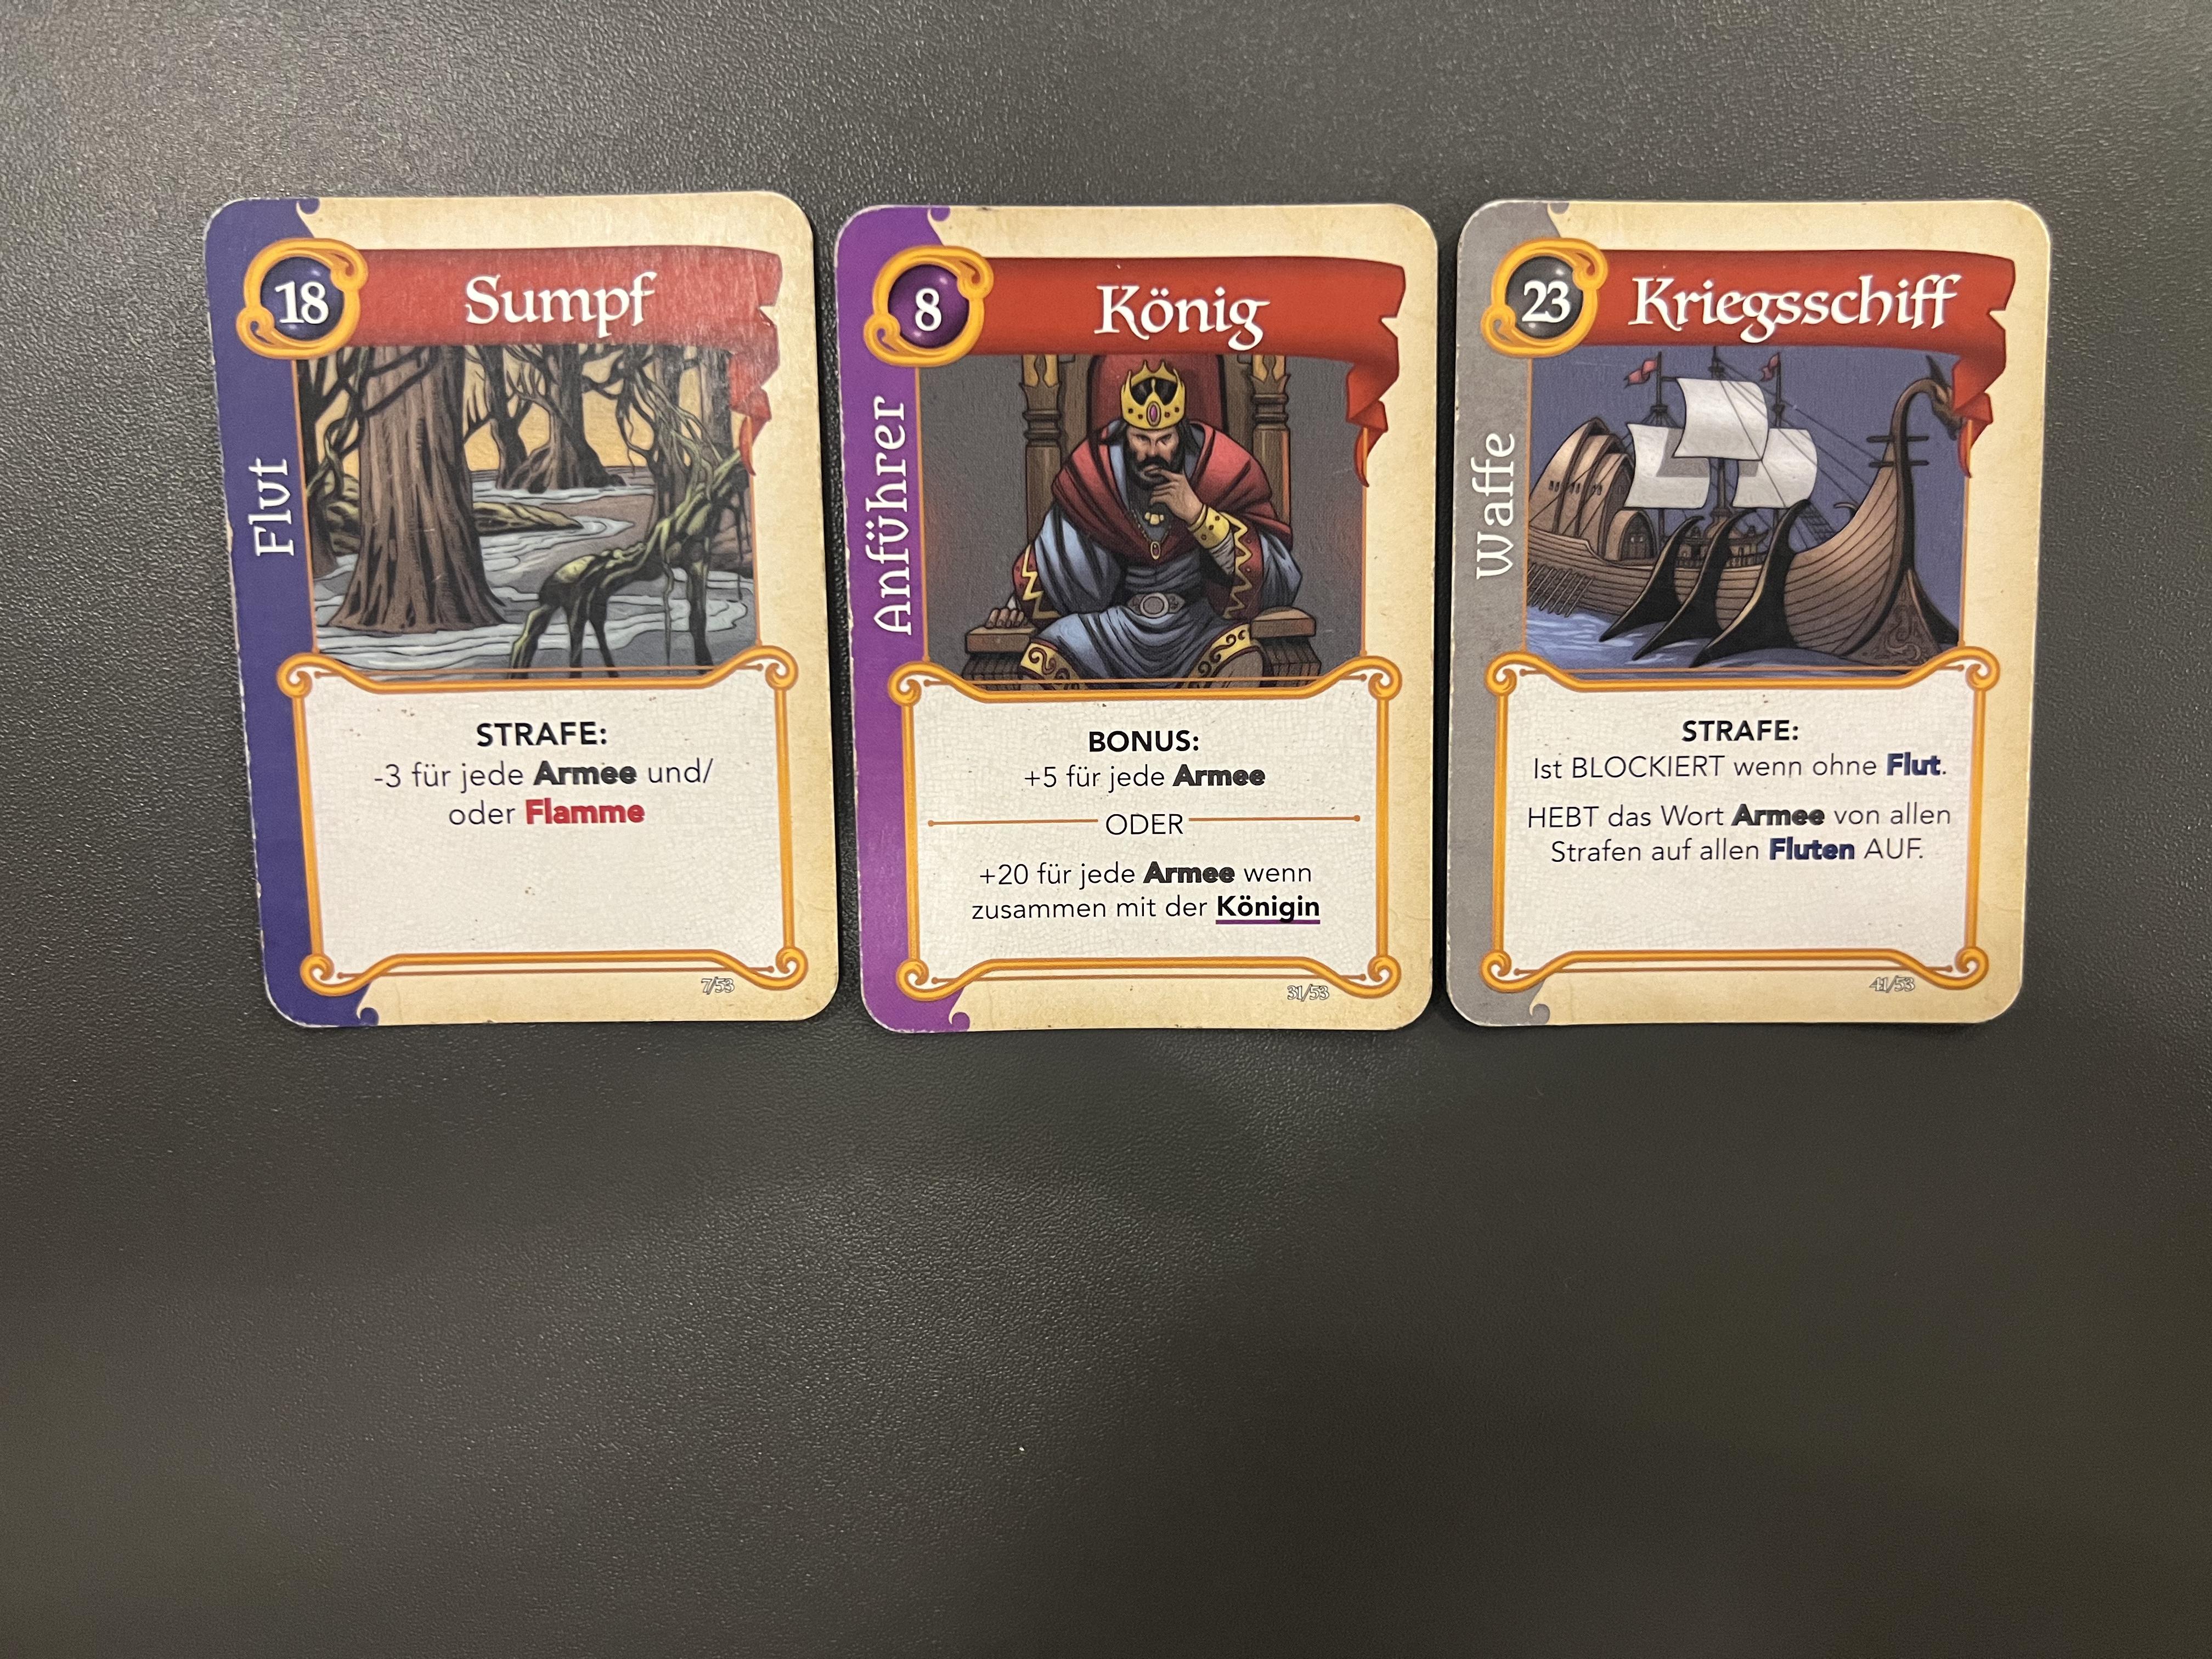 18
Sumpf
Flut
STRAFE:
-3 für jede Armee und/
oder Flamme
7/53
8
König
Anführer
BONUS:
+5 für jede Armee
ODER
+20 für jede Armee wenn
zusammen mit der Königin
31/53
23
Kriegsschiff
Waffe
STRAFE:
Ist BLOCKIERT wenn ohne Flut.
HEBT das Wort Armee von allen
Strafen auf allen Fluten AUF.
41/53